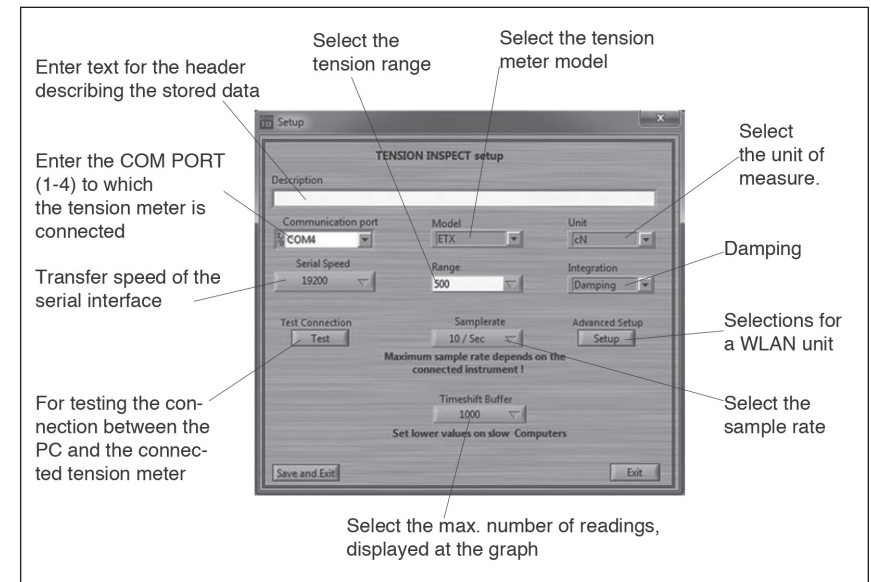 Select the
tension range
Select the tension
meter model
Enter text for the header
describing the stored data
Select
the unit of
measure.
Enter the COM PORT
(1-4) to which
the tension meter is
connected
Damping
Transfer speed of the
serial interface
Selections for
a WLAN unit
For testing the con-
nection between the
PC and the connec-
ted tension meter
Select the
sample rate
Select the max. number of readings,
displayed at the graph
Setup
x
TENSION INSPECT setup
Description
Communication port
COM4
Model
ETX
Unit
cN
Serial Speed
19200
Range
500
Integration
Damping
Test Connection
Test
Samplerate
10 / Sec
Advanced Setup
Setup
Maximum sample rate depends on the
connected instrument !
Timeshift Buffer
1000
Set lower values on slow Computers
Save and Exit
Exit